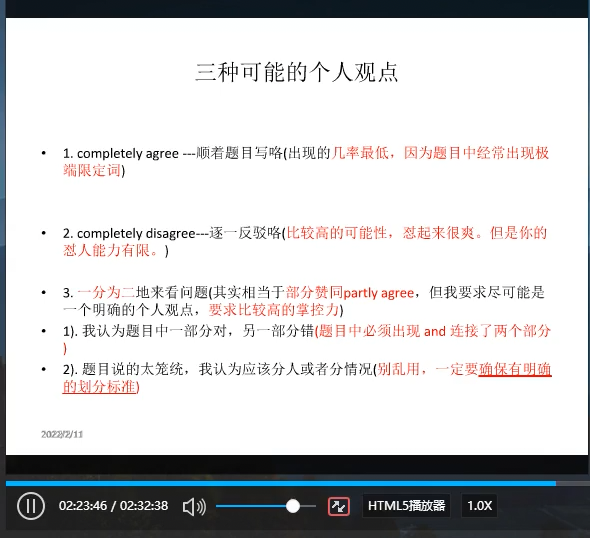 三种可能的个人观点
• 1. completely agree ---顺着题目写咯(出现的几率最低，因为题目中经常出现极
端限定词)
• 2. completely disagree---逐一反驳咯(比较高的可能性，怼起来很爽。但是你的
怼人能力有限。)
• 3. 一分为二地来看问题(其实相当于部分赞同partly agree，但我要求尽可能是
一个明确的个人观点，要求比较高的掌控力)
• 1). 我认为题目中一部分对，另一部分错(题目中必须出现 and 连接了两个部分
)
• 2). 题目说的太笼统，我认为应该分人或者分情况(别乱用，一定要确保有明确
的划分标准)
2022/2/11
02:23:46 / 02:32:38 HTML5播放器 1.0X